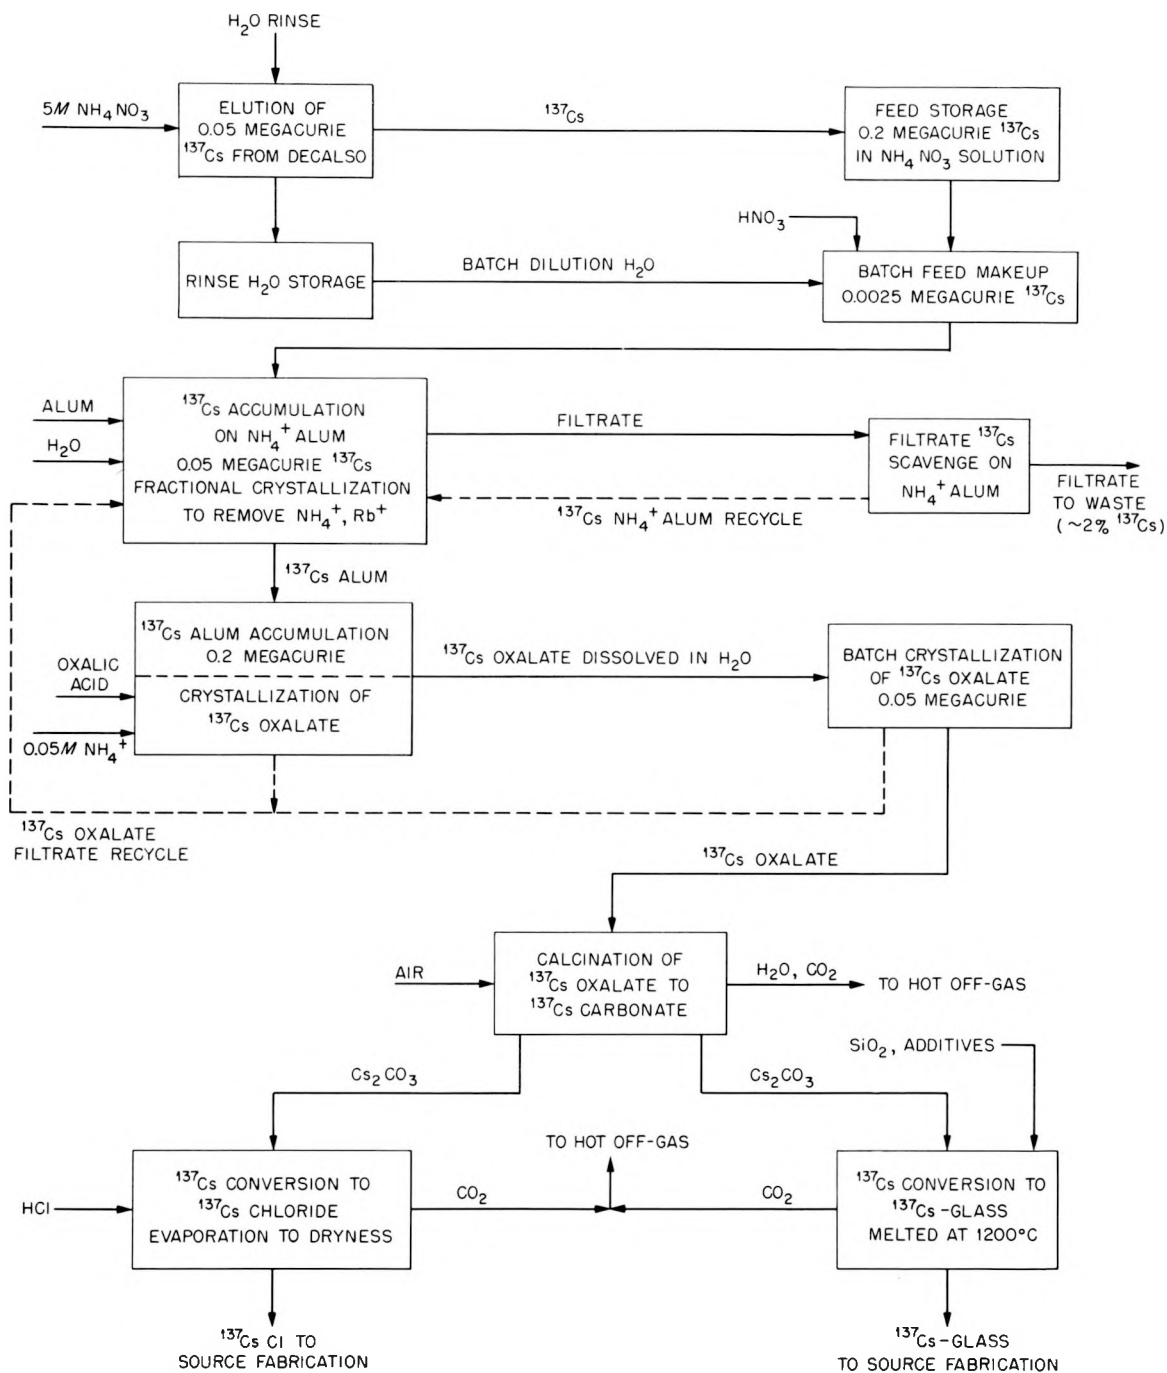 H₂O RINSE
5M NH₄NO₃
ELUTION OF
0.05 MEGACURIE
¹³⁷Cs FROM DECALSO
¹³⁷Cs
FEED STORAGE
0.2 MEGACURIE ¹³⁷Cs
IN NH₄NO₃ SOLUTION
HNO₃
RINSE H₂O STORAGE
BATCH DILUTION H₂O
BATCH FEED MAKEUP
0.0025 MEGACURIE ¹³⁷Cs
ALUM
H₂O
¹³⁷Cs ACCUMULATION
ON NH₄⁺ ALUM
0.05 MEGACURIE ¹³⁷Cs
FRACTIONAL CRYSTALLIZATION
TO REMOVE NH₄⁺, Rb⁺
FILTRATE
¹³⁷Cs NH₄⁺ ALUM RECYCLE
FILTRATE ¹³⁷Cs
SCAVENGE ON
NH₄⁺ ALUM
FILTRATE
TO WASTE
(~2% ¹³⁷Cs)
¹³⁷Cs ALUM
OXALIC
ACID
0.05M NH₄⁺
¹³⁷Cs ALUM ACCUMULATION
0.2 MEGACURIE
CRYSTALLIZATION OF
¹³⁷Cs OXALATE
¹³⁷Cs OXALATE DISSOLVED IN H₂O
BATCH CRYSTALLIZATION
OF ¹³⁷Cs OXALATE
0.05 MEGACURIE
¹³⁷Cs OXALATE
FILTRATE RECYCLE
¹³⁷Cs OXALATE
AIR
CALCINATION OF
¹³⁷Cs OXALATE TO
¹³⁷Cs CARBONATE
H₂O, CO₂
TO HOT OFF-GAS
SiO₂, ADDITIVES
Cs₂CO₃
Cs₂CO₃
TO HOT OFF-GAS
HCl
¹³⁷Cs CONVERSION TO
¹³⁷Cs CHLORIDE
EVAPORATION TO DRYNESS
CO₂
CO₂
¹³⁷Cs CONVERSION TO
¹³⁷Cs-GLASS
MELTED AT 1200°C
¹³⁷Cs Cl TO
SOURCE FABRICATION
¹³⁷Cs-GLASS
TO SOURCE FABRICATION